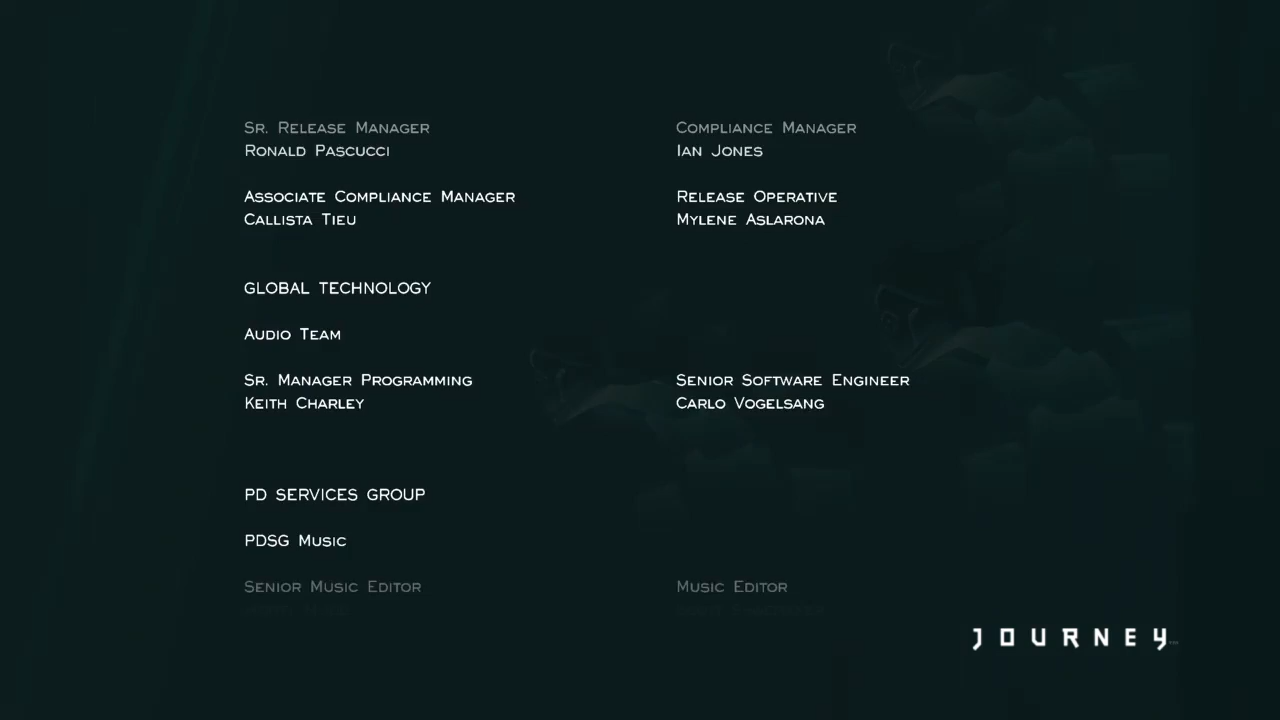 Sr. Release Manager
Ronald Pascucci
Compliance Manager
Ian Jones
Associate Compliance Manager
Callista Tieu
Release Operative
Mylene Aslarona
GLOBAL TECHNOLOGY
Audio Team
Sr. Manager Programming
Keith Charley
Senior Software Engineer
Carlo Vogelsang
PD SERVICES GROUP
PDSG Music
Senior Music Editor
Music Editor
JOURNEY